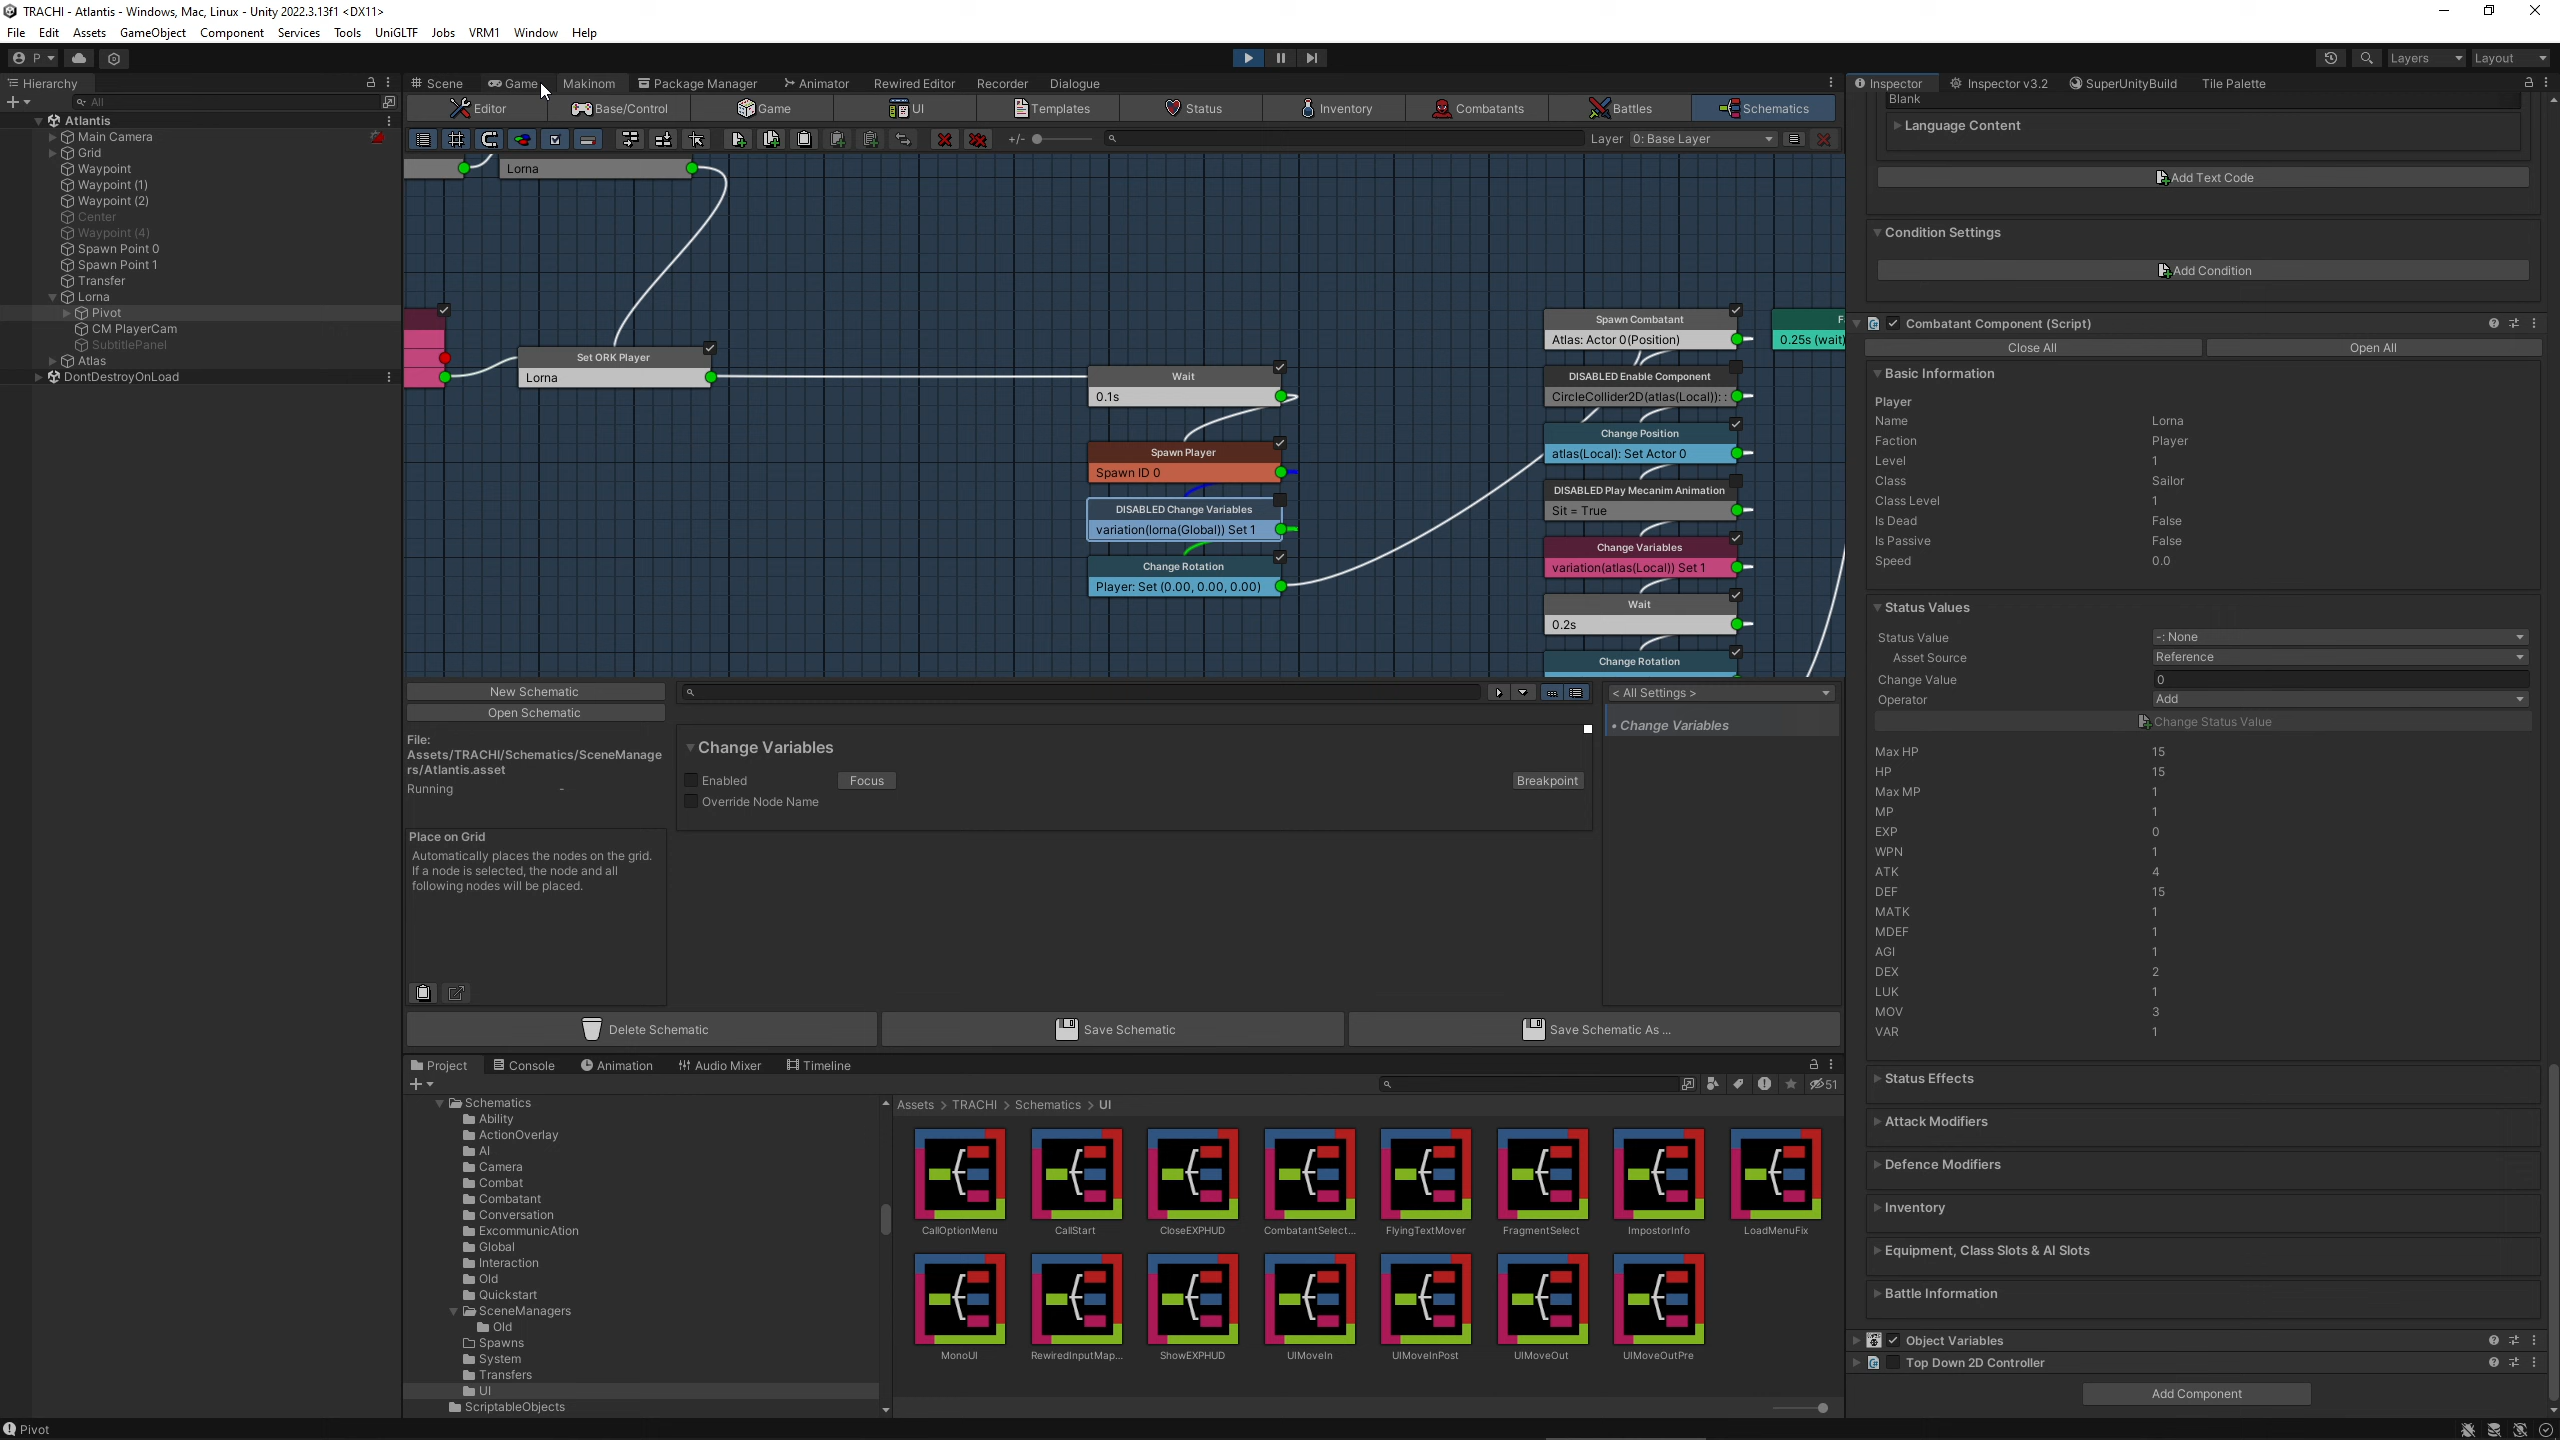 TRACHI - Atlantis - Windows, Mac, Linux - Unity 2022.3.13f1 <DX11>
File Edit Assets GameObject Component Services Tools UniGLTF Jobs VRM1 Window Help
P Layers Layout
Hierarchy
All
Atlantis
Main Camera
Grid
Waypoint
Waypoint (1)
Waypoint (2)
Center
Waypoint (4)
Spawn Point 0
Spawn Point 1
Transfer
Lorna
Pivot
CM PlayerCam
SubtitlePanel
Atlas
DontDestroyOnLoad
Scene Game Makinom Package Manager Animator Rewired Editor Recorder Dialogue
Editor Base/Control Game UI Templates Status Inventory Combatants Battles Schematics
+/- Layer 0: Base Layer
Lorna
Set ORK Player
Lorna
Wait
0.1s
Spawn Player
Spawn ID 0
DISABLED Change Variables
variation(lorna(Global)) Set 1
Change Rotation
Player: Set (0.00, 0.00, 0.00)
Spawn Combatant
Atlas: Actor 0(Position)
DISABLED Enable Component
CircleCollider2D(atlas(Local)): :
Change Position
atlas(Local): Set Actor 0
DISABLED Play Mecanim Animation
Sit = True
Change Variables
variation(atlas(Local)) Set 1
Wait
0.2s
Change Rotation
F
0.25s (wait)
New Schematic
Open Schematic
File:
Assets/TRACHI/Schematics/SceneManage
rs/Atlantis.asset
Running -
Place on Grid
Automatically places the nodes on the grid.
If a node is selected, the node and all
following nodes will be placed.
Change Variables
Enabled Focus Breakpoint
Override Node Name
< All Settings >
• Change Variables
Delete Schematic Save Schematic Save Schematic As ...
Project Console Animation Audio Mixer Timeline
51
Schematics
Ability
ActionOverlay
AI
Camera
Combat
Combatant
Conversation
ExcommunicAtion
Global
Interaction
Old
Quickstart
SceneManagers
Old
Spawns
System
Transfers
UI
ScriptableObjects
Assets > TRACHI > Schematics > UI
CallOptionMenu CallStart CloseEXPHUD CombatantSelect... FlyingTextMover FragmentSelect ImpostorInfo LoadMenuFix
MonoUI RewiredInputMap... ShowEXPHUD UIMoveIn UIMoveInPost UIMoveOut UIMoveOutPre
Inspector Inspector v3.2 SuperUnityBuild Tile Palette
Blank
Language Content
Add Text Code
Condition Settings
Add Condition
Combatant Component (Script)
Close All Open All
Basic Information
Player
Name Lorna
Faction Player
Level 1
Class Sailor
Class Level 1
Is Dead False
Is Passive False
Speed 0.0
Status Values
Status Value -: None
Asset Source Reference
Change Value 0
Operator Add
Change Status Value
Max HP 15
HP 15
Max MP 1
MP 1
EXP 0
WPN 1
ATK 4
DEF 15
MATK 1
MDEF 1
AGI 1
DEX 2
LUK 1
MOV 3
VAR 1
Status Effects
Attack Modifiers
Defence Modifiers
Inventory
Equipment, Class Slots & AI Slots
Battle Information
Object Variables
Top Down 2D Controller
Add Component
Pivot